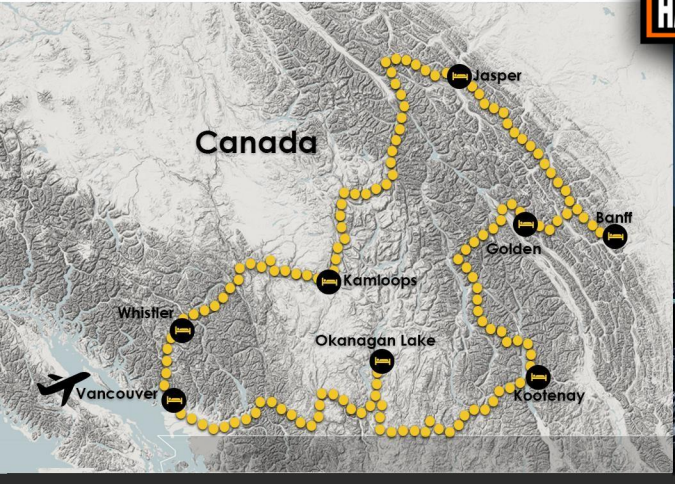 Jasper
Canada
Banff
Golden
Kamloops
Whistler
Okanagan Lake
Vancouver
Kootenay